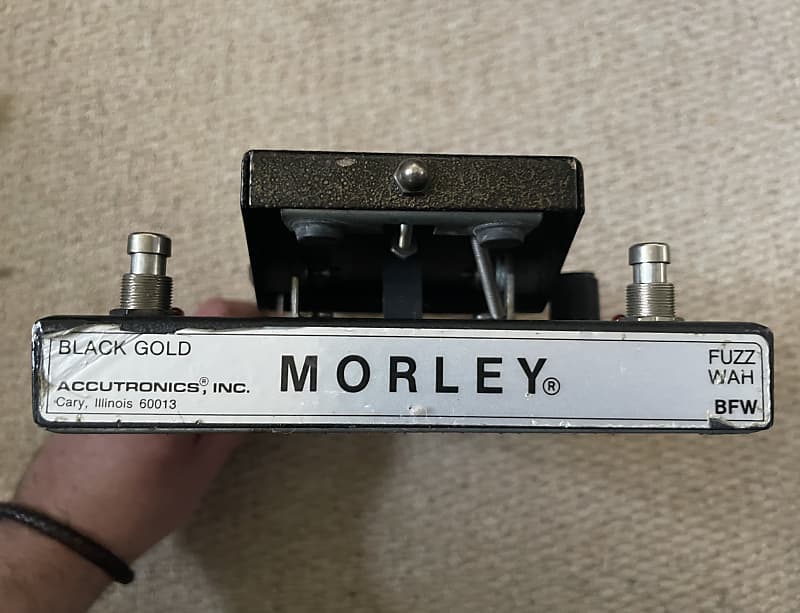 BLACK GOLD
ACCUTRONICS®, INC.
Cary, Illinois 60013
MORLEY®
FUZZ
WAH
BFW